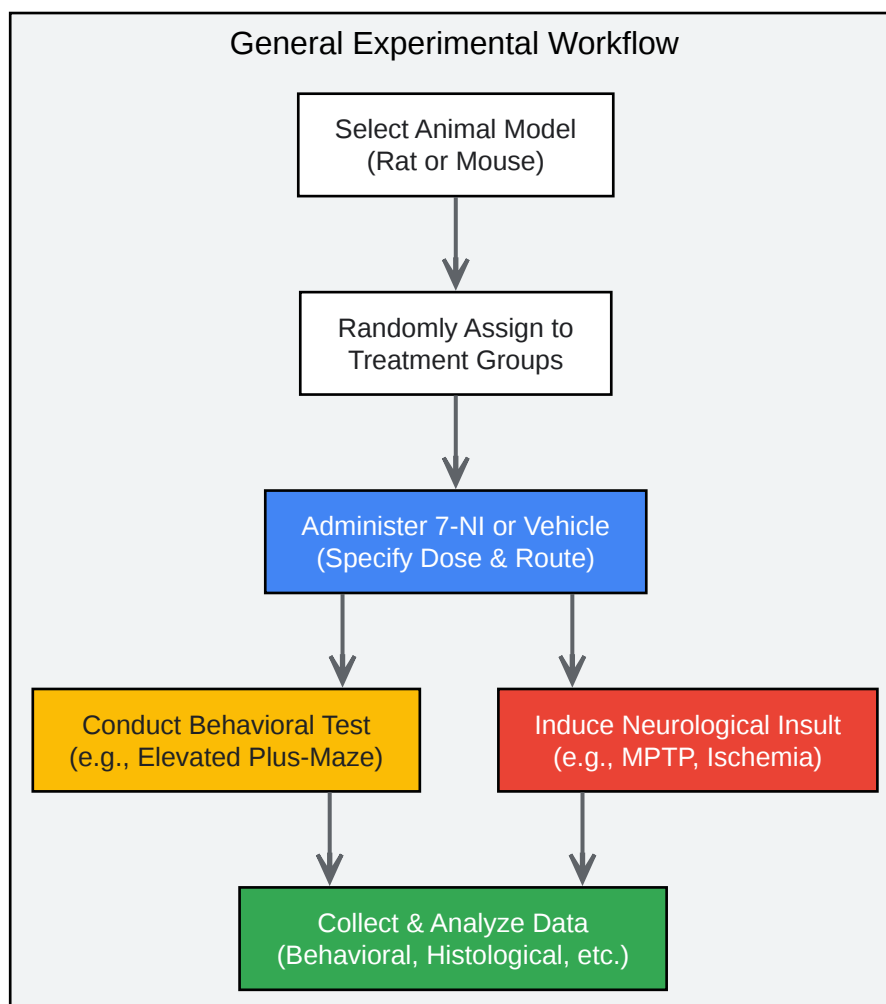 General Experimental Workflow
Select Animal Model
(Rat or Mouse)
Randomly Assign to
Treatment Groups
Administer 7-NI or Vehicle
(Specify Dose & Route)
Conduct Behavioral Test
(e.g., Elevated Plus-Maze)
Induce Neurological Insult
(e.g., MPTP, Ischemia)
Collect & Analyze Data
(Behavioral, Histological, etc.)